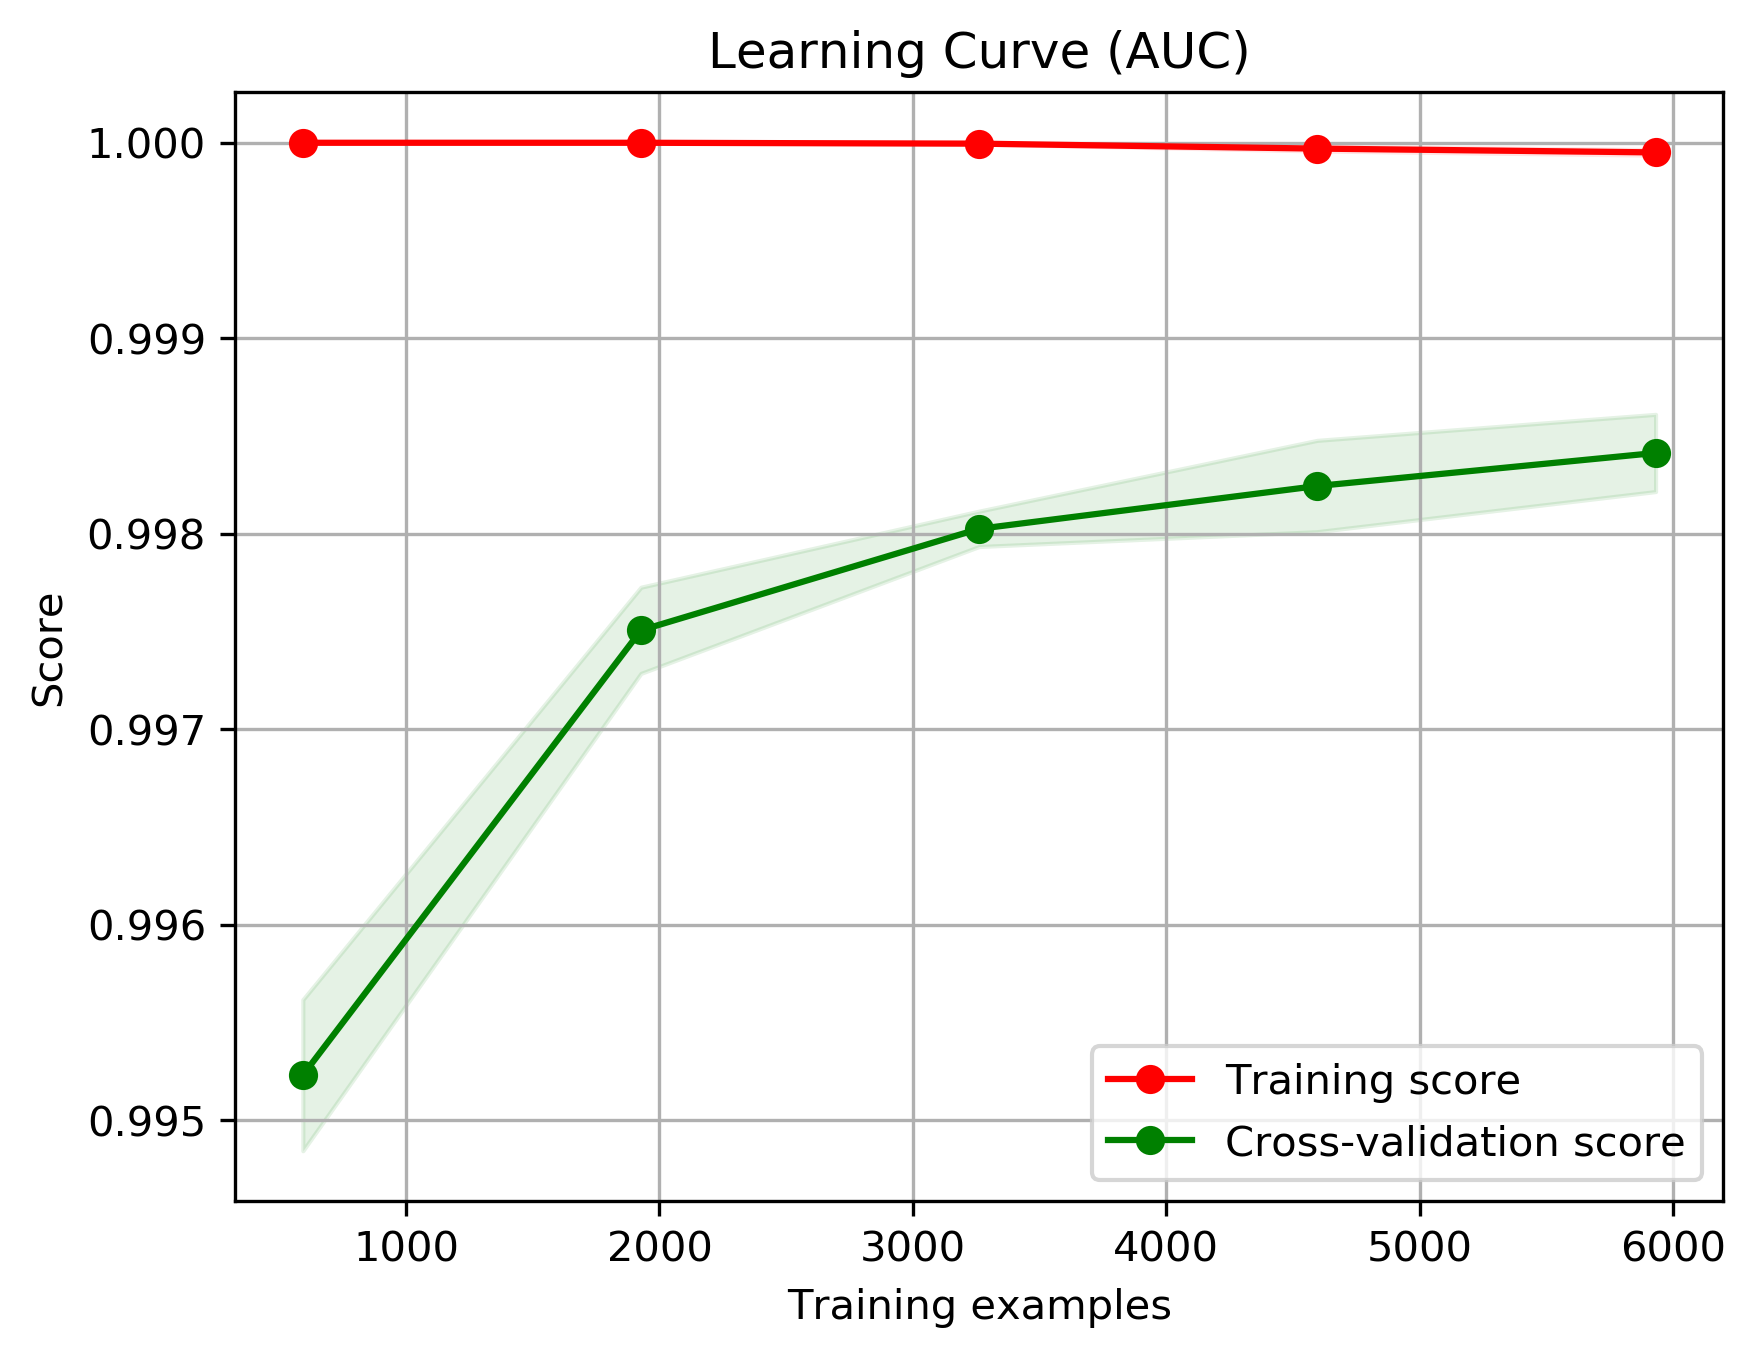 Learning Curve (AUC)
1.000
0.999
0.998
0.997
0.996
0.995
Score
1000 2000 3000 4000 5000 6000
Training examples
Training score
Cross-validation score